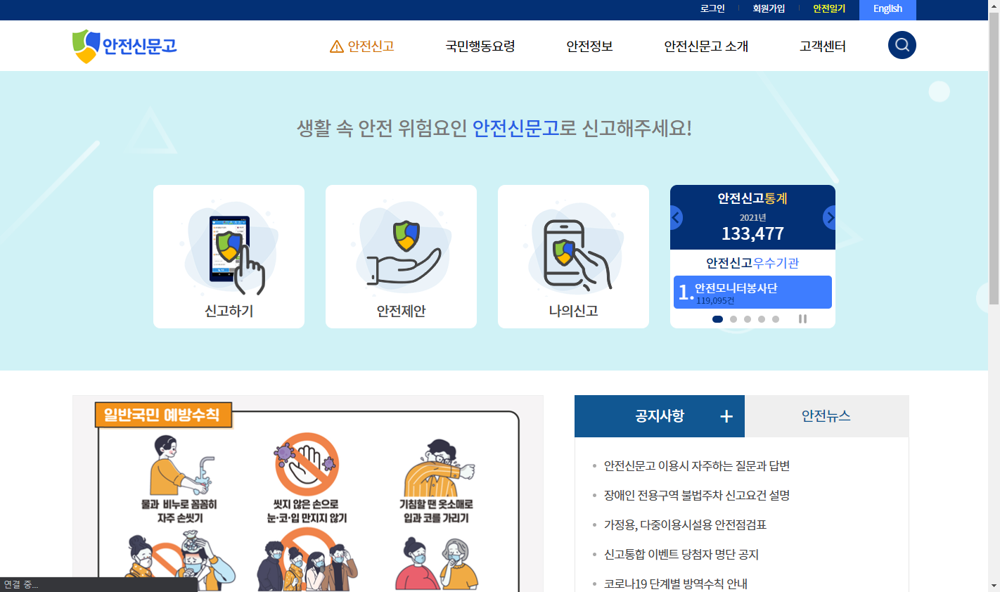 로그인
회원가입
안전일기
English
안전신문고
안전신고
국민행동요령
안전정보
안전신문고 소개
고객센터
생활 속 안전 위험요인 안전신문고로 신고해주세요!
신고하기
안전제안
나의신고
안전신고통계
2021년
133,477
안전신고우수기관
1. 안전모니터봉사단
119,095건
일반국민 예방수칙
물과 비누로 꼼꼼히
자주 손씻기
씻지 않은 손으로
눈·코·입 만지지 않기
기침할 땐 옷소매로
입과 코를 가리기
공지사항
안전뉴스
안전신문고 이용시 자주하는 질문과 답변
장애인 전용구역 불법주차 신고요건 설명
가정용, 다중이용시설용 안전점검표
신고통합 이벤트 당첨자 명단 공지
코로나19 단계별 방역수칙 안내
연결 중...